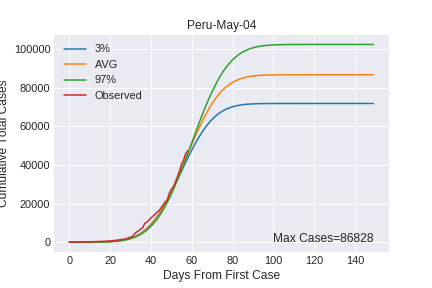 Peru-May-04
3%
AVG
97%
Observed
100000
80000
60000
40000
20000
0
Cumulative Total Cases
Max Cases=86828
0 20 40 60 80 100 120 140
Days From First Case